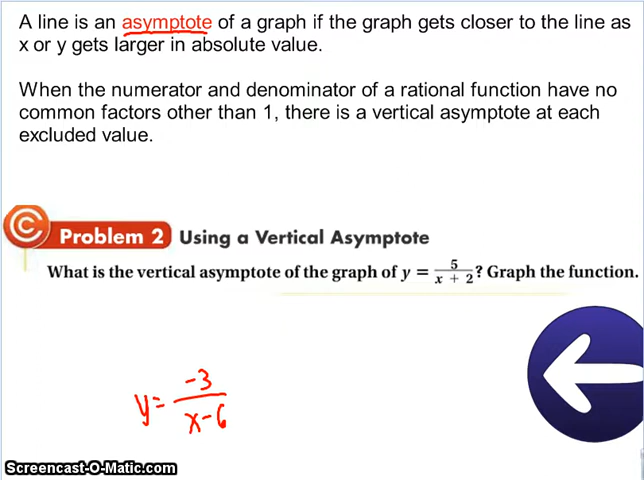 A line is an asymptote of a graph if the graph gets closer to the line as
x or y gets larger in absolute value.
When the numerator and denominator of a rational function have no
common factors other than 1, there is a vertical asymptote at each
excluded value.
C Problem 2 Using a Vertical Asymptote
What is the vertical asymptote of the graph of y = 5/(x + 2)? Graph the function.
y = -3/(x-6)
Screencast-O-Matic.com